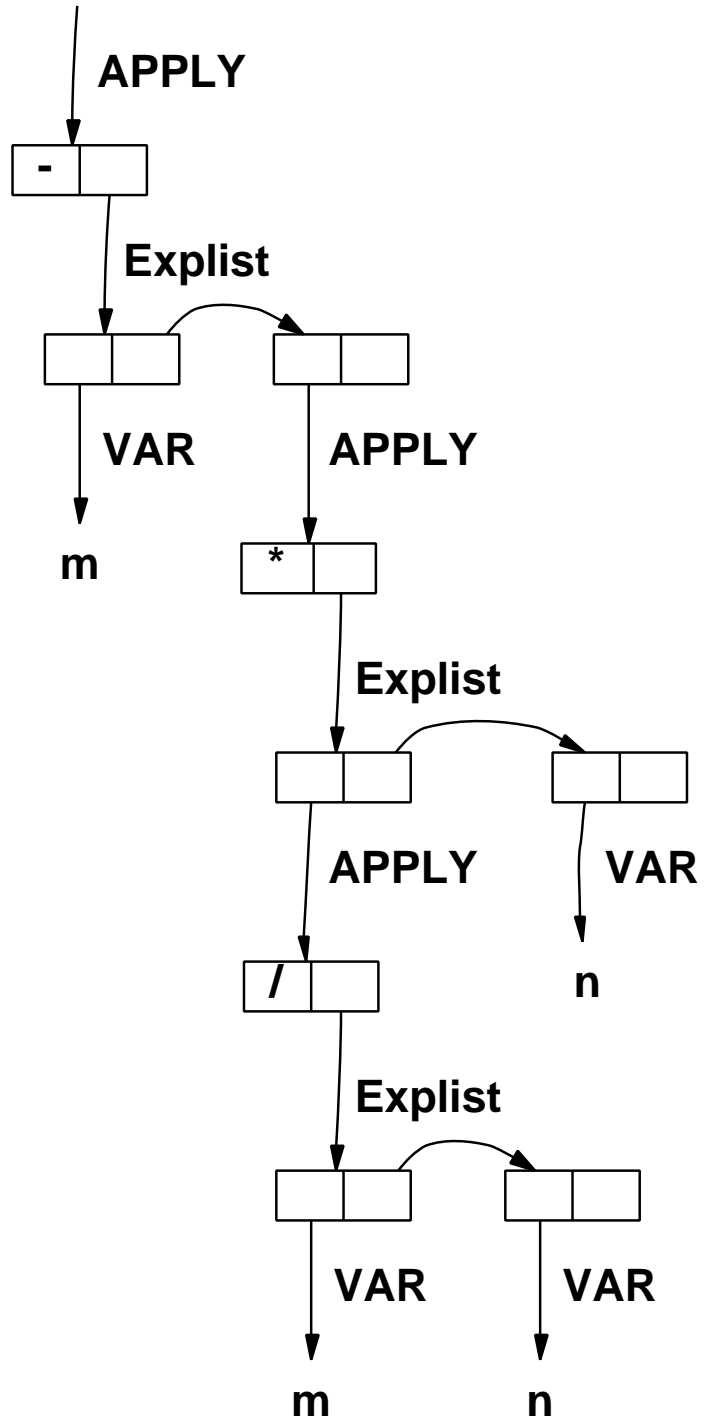 APPLY
-
Explist
VAR APPLY
m
*
Explist
APPLY VAR
/
n
Explist
VAR VAR
m n